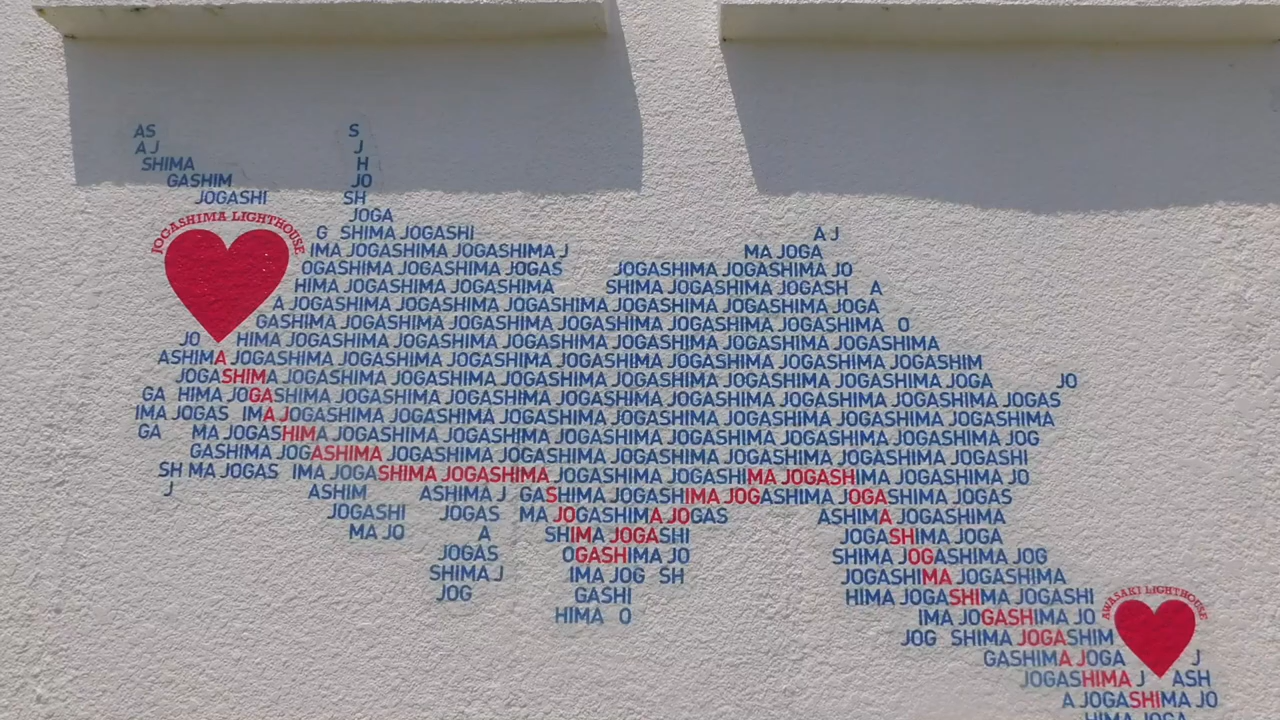 AS S
A J J
SHIMA H
GASHIM JO
JOGASHI SH
JOGA
JOGASHIMA LIGHTHOUSE
G SHIMA JOGASHI A J
IMA JOGASHIMA JOGASHIMA J MA JOGA
OGASHIMA JOGASHIMA JOGAS JOGASHIMA JOGASHIMA JO
HIMA JOGASHIMA JOGASHIMA SHIMA JOGASHIMA JOGASH A
A JOGASHIMA JOGASHIMA JOGASHIMA JOGASHIMA JOGASHIMA JOGA
GASHIMA JOGASHIMA JOGASHIMA JOGASHIMA JOGASHIMA JOGASHIMA O
JO HIMA JOGASHIMA JOGASHIMA JOGASHIMA JOGASHIMA JOGASHIMA JOGASHIMA
ASHIMA JOGASHIMA JOGASHIMA JOGASHIMA JOGASHIMA JOGASHIMA JOGASHIMA JOGASHIM
JOGASHIMA JOGASHIMA JOGASHIMA JOGASHIMA JOGASHIMA JOGASHIMA JOGASHIMA JOGA JO
GA HIMA JOGASHIMA JOGASHIMA JOGASHIMA JOGASHIMA JOGASHIMA JOGASHIMA JOGASHIMA JOGAS
IMA JOGAS IMA JOGASHIMA JOGASHIMA JOGASHIMA JOGASHIMA JOGASHIMA JOGASHIMA JOGASHIMA
GA MA JOGASHIMA JOGASHIMA JOGASHIMA JOGASHIMA JOGASHIMA JOGASHIMA JOGASHIMA JOG
GASHIMA JOGASHIMA JOGASHIMA JOGASHIMA JOGASHIMA JOGASHIMA JOGASHIMA JOGASHI
SH MA JOGAS IMA JOGASHIMA JOGASHIMA JOGASHIMA JOGASHIMA JOGASHIMA JOGASHIMA JO
J ASHIM ASHIMA J GASHIMA JOGASHIMA JOGASHIMA JOGASHIMA JOGAS
JOGASHI JOGAS MA JOGASHIMA JOGAS ASHIMA JOGASHIMA
MA JO A SHIMA JOGASHI JOGASHIMA JOGA
JOGAS OGASHIMA JO SHIMA JOGASHIMA JOG
SHIMA J IMA JOG SH JOGASHIMA JOGASHIMA
JOG GASHI HIMA JOGASHIMA JOGASHI
HIMA O IMA JOGASHIMA JO
AWASAKI LIGHTHOUSE
JOG SHIMA JOGASHIM
GASHIMA JOGA J
JOGASHIMA J ASH
A JOGASHIMA JO
HIMA JOGA